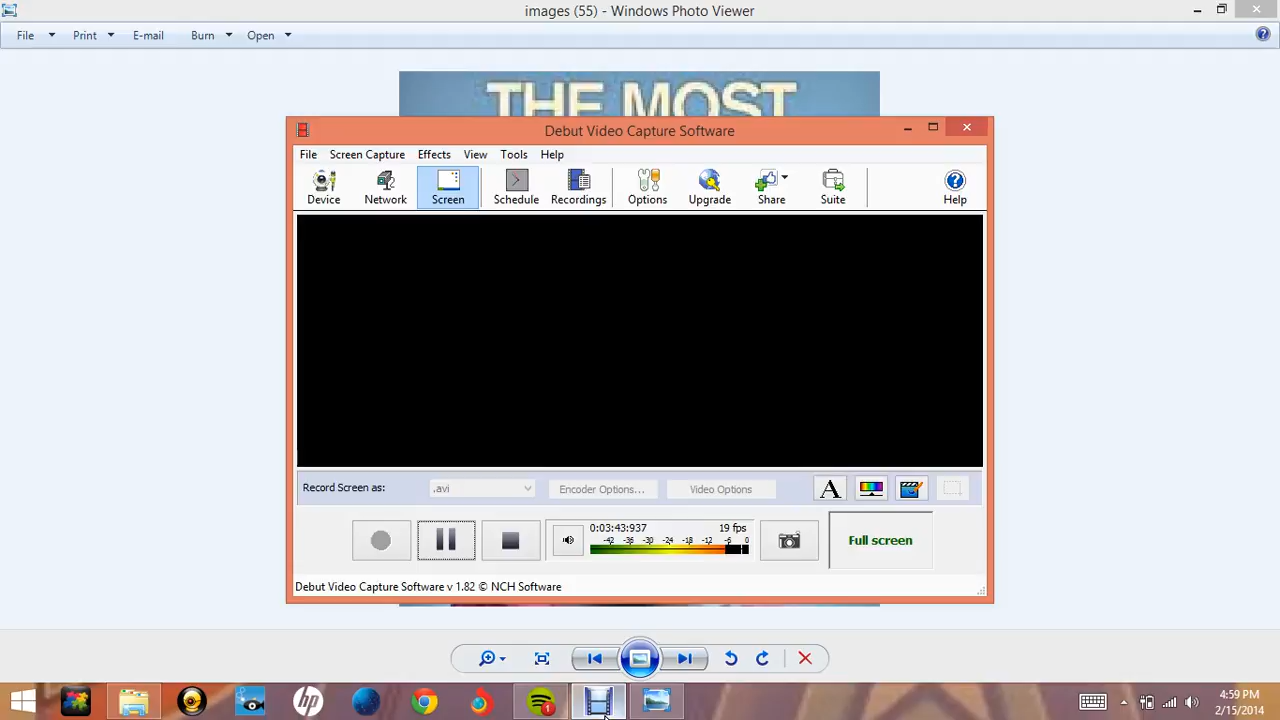 images (55) - Windows Photo Viewer
File Print E-mail Burn Open
THE MOST
Debut Video Capture Software
File Screen Capture Effects View Tools Help
Device Network Screen Schedule Recordings Options Upgrade Share Suite Help
Record Screen as: .avi Encoder Options... Video Options A
0:03:43:937 19 fps
-42 -36 -30 -24 -18 -12 -6 0
Full screen
Debut Video Capture Software v 1.82 © NCH Software
hp 1
4:59 PM
2/15/2014